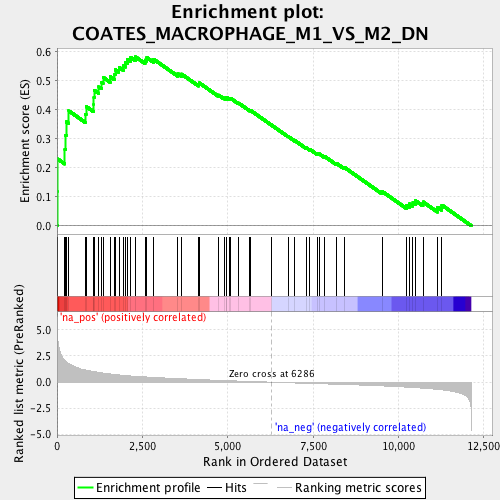 Enrichment plot:
COATES_MACROPHAGE_M1_VS_M2_DN
Enrichment score (ES)
0.6
0.5
0.4
0.3
0.2
0.1
0.0
'na_pos' (positively correlated)
Ranked list metric (PreRanked)
5.0
2.5
0.0
-2.5
-5.0
Zero cross at 6286
'na_neg' (negatively correlated)
0 2,500 5,000 7,500 10,000 12,500
Rank in Ordered Dataset
Enrichment profile Hits Ranking metric scores